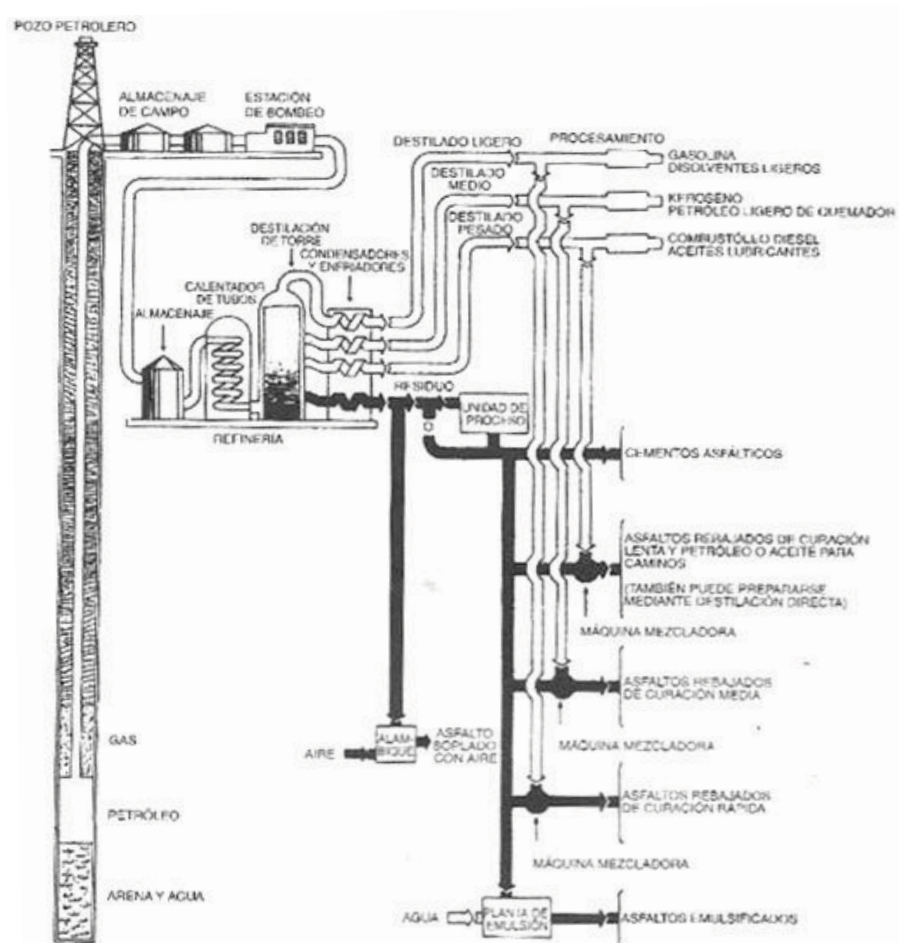 POZO PETROLERO
ALMACENAJE
DE CAMPO
ESTACIÓN
DE BOMBEO
DESTILADO LIGERO
PROCESAMIENTO
GASOLINA
DISOLVENTES LIGEROS
DESTILADO
MEDIO
KEROSENO
PETRÓLEO LIGERO DE QUEMADOR
DESTILADO
PESADO
COMBUSTÓLEO DIESEL
ACEITES LUBRICANTES
DESTILACIÓN
DE TORRE
CONDENSADORES
Y ENFRIADORES
CALENTADOR
DE TUBOS
ALMACENAJE
REFINERÍA
RESIDUO
UNIDAD DE
PROCESO
CEMENTOS ASFÁLTICOS
ASFALTOS REBAJADOS DE CURACIÓN
LENTA Y PETRÓLEO O ACEITE PARA
CAMINOS
(TAMBIÉN PUEDE PREPARARSE
MEDIANTE DESTILACIÓN DIRECTA)
MÁQUINA MEZCLADORA
ASFALTOS REBAJADOS
DE CURACIÓN MEDIA
MÁQUINA MEZCLADORA
GAS
AIRE
ALAM-
BIQUE
ASFALTO
SOPLADO
CON AIRE
ASFALTOS REBAJADOS
DE CURACIÓN RÁPIDA
MÁQUINA MEZCLADORA
PETRÓLEO
ARENA Y AGUA
AGUA
PLANTA DE
EMULSIÓN
ASFALTOS EMULSIFICADOS